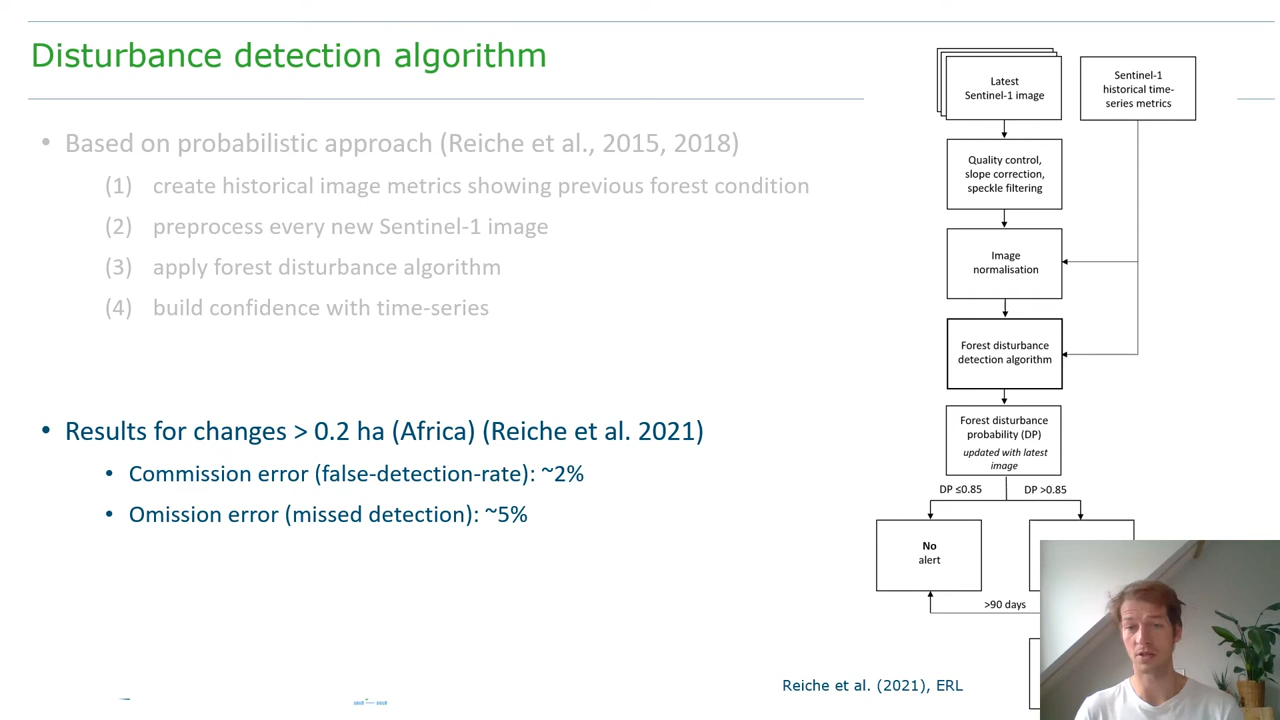 Disturbance detection algorithm
• Based on probabilistic approach (Reiche et al., 2015, 2018)
(1) create historical image metrics showing previous forest condition
(2) preprocess every new Sentinel-1 image
(3) apply forest disturbance algorithm
(4) build confidence with time-series
• Results for changes > 0.2 ha (Africa) (Reiche et al. 2021)
• Commission error (false-detection-rate): ~2%
• Omission error (missed detection): ~5%
Latest
Sentinel-1 image
Sentinel-1
historical time-
series metrics
Quality control,
slope correction,
speckle filtering
Image
normalisation
Forest disturbance
detection algorithm
Forest disturbance
probability (DP)
updated with latest
image
DP ≤0.85
DP >0.85
No
alert
>90 days
Reiche et al. (2021), ERL